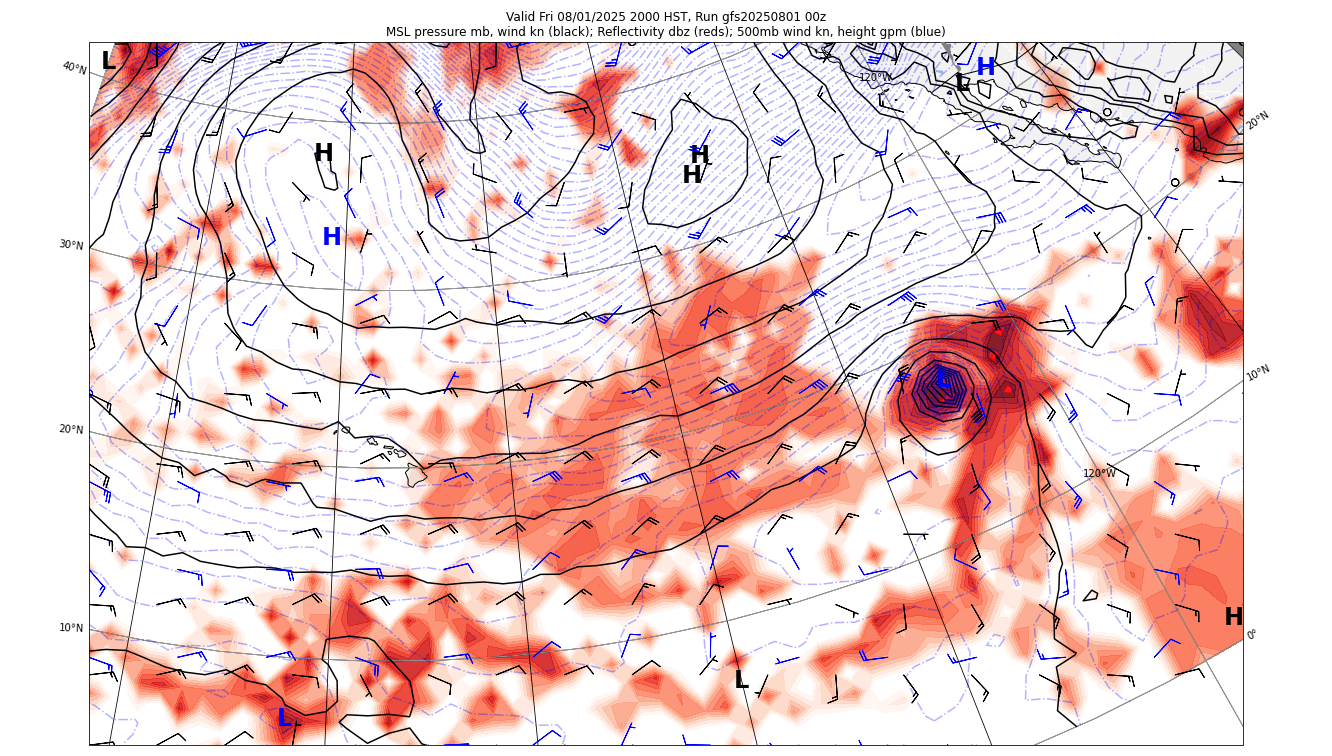 Valid Fri 08/01/2025 2000 HST, Run gfs20250801 00z
MSL pressure mb, wind kn (black); Reflectivity dbz (reds); 500mb wind kn, height gpm (blue)
L
40°N
H
120°W
L
20°N
H
H
H
H
30°N
10°N
L
20°N
120°W
10°N
H
0°
L
L